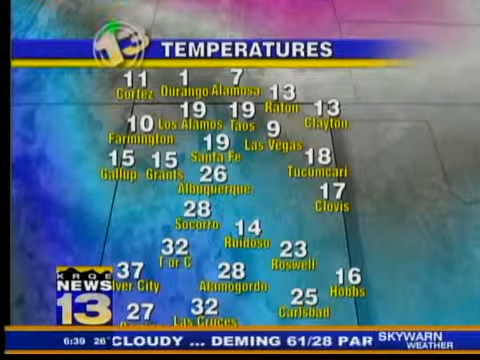 13 TEMPERATURES
11 1 7
Cortez Durango Alamosa
13
Raton
19 19 13
Los Alamos Taos Clayton
10 9
Farmington Las Vegas
19
Santa Fe
15 15 18
Gallup Grants Tucumcari
26
Albuquerque
17
Clovis
28
Socorro
14
Ruidoso
32 23
T or C Roswell
37 28 16
lver City Alamogordo Hobbs
KRQE
NEWS
13
25
Carlsbad
27 32
Las Cruces
6:39 26° CLOUDY ... DEMING 61/28 PAR SKYWARN
WEATHER